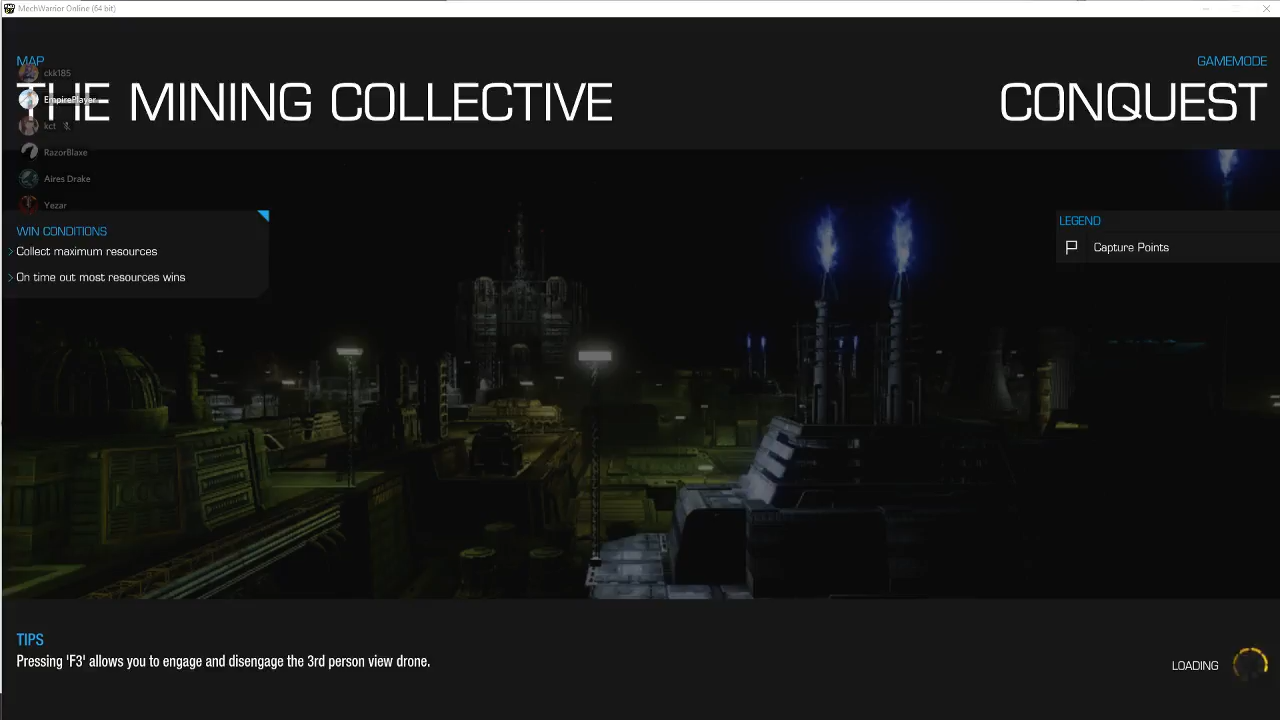 MechWarrior Online (64 bit)
MAP
GAMEMODE
ckk185
THE MINING COLLECTIVE
CONQUEST
EmpirePlayer
kct
RazorBlaxe
Aires Drake
Yezar
WIN CONDITIONS
> Collect maximum resources
> On time out most resources wins
LEGEND
Capture Points
TIPS
Pressing 'F3' allows you to engage and disengage the 3rd person view drone.
LOADING